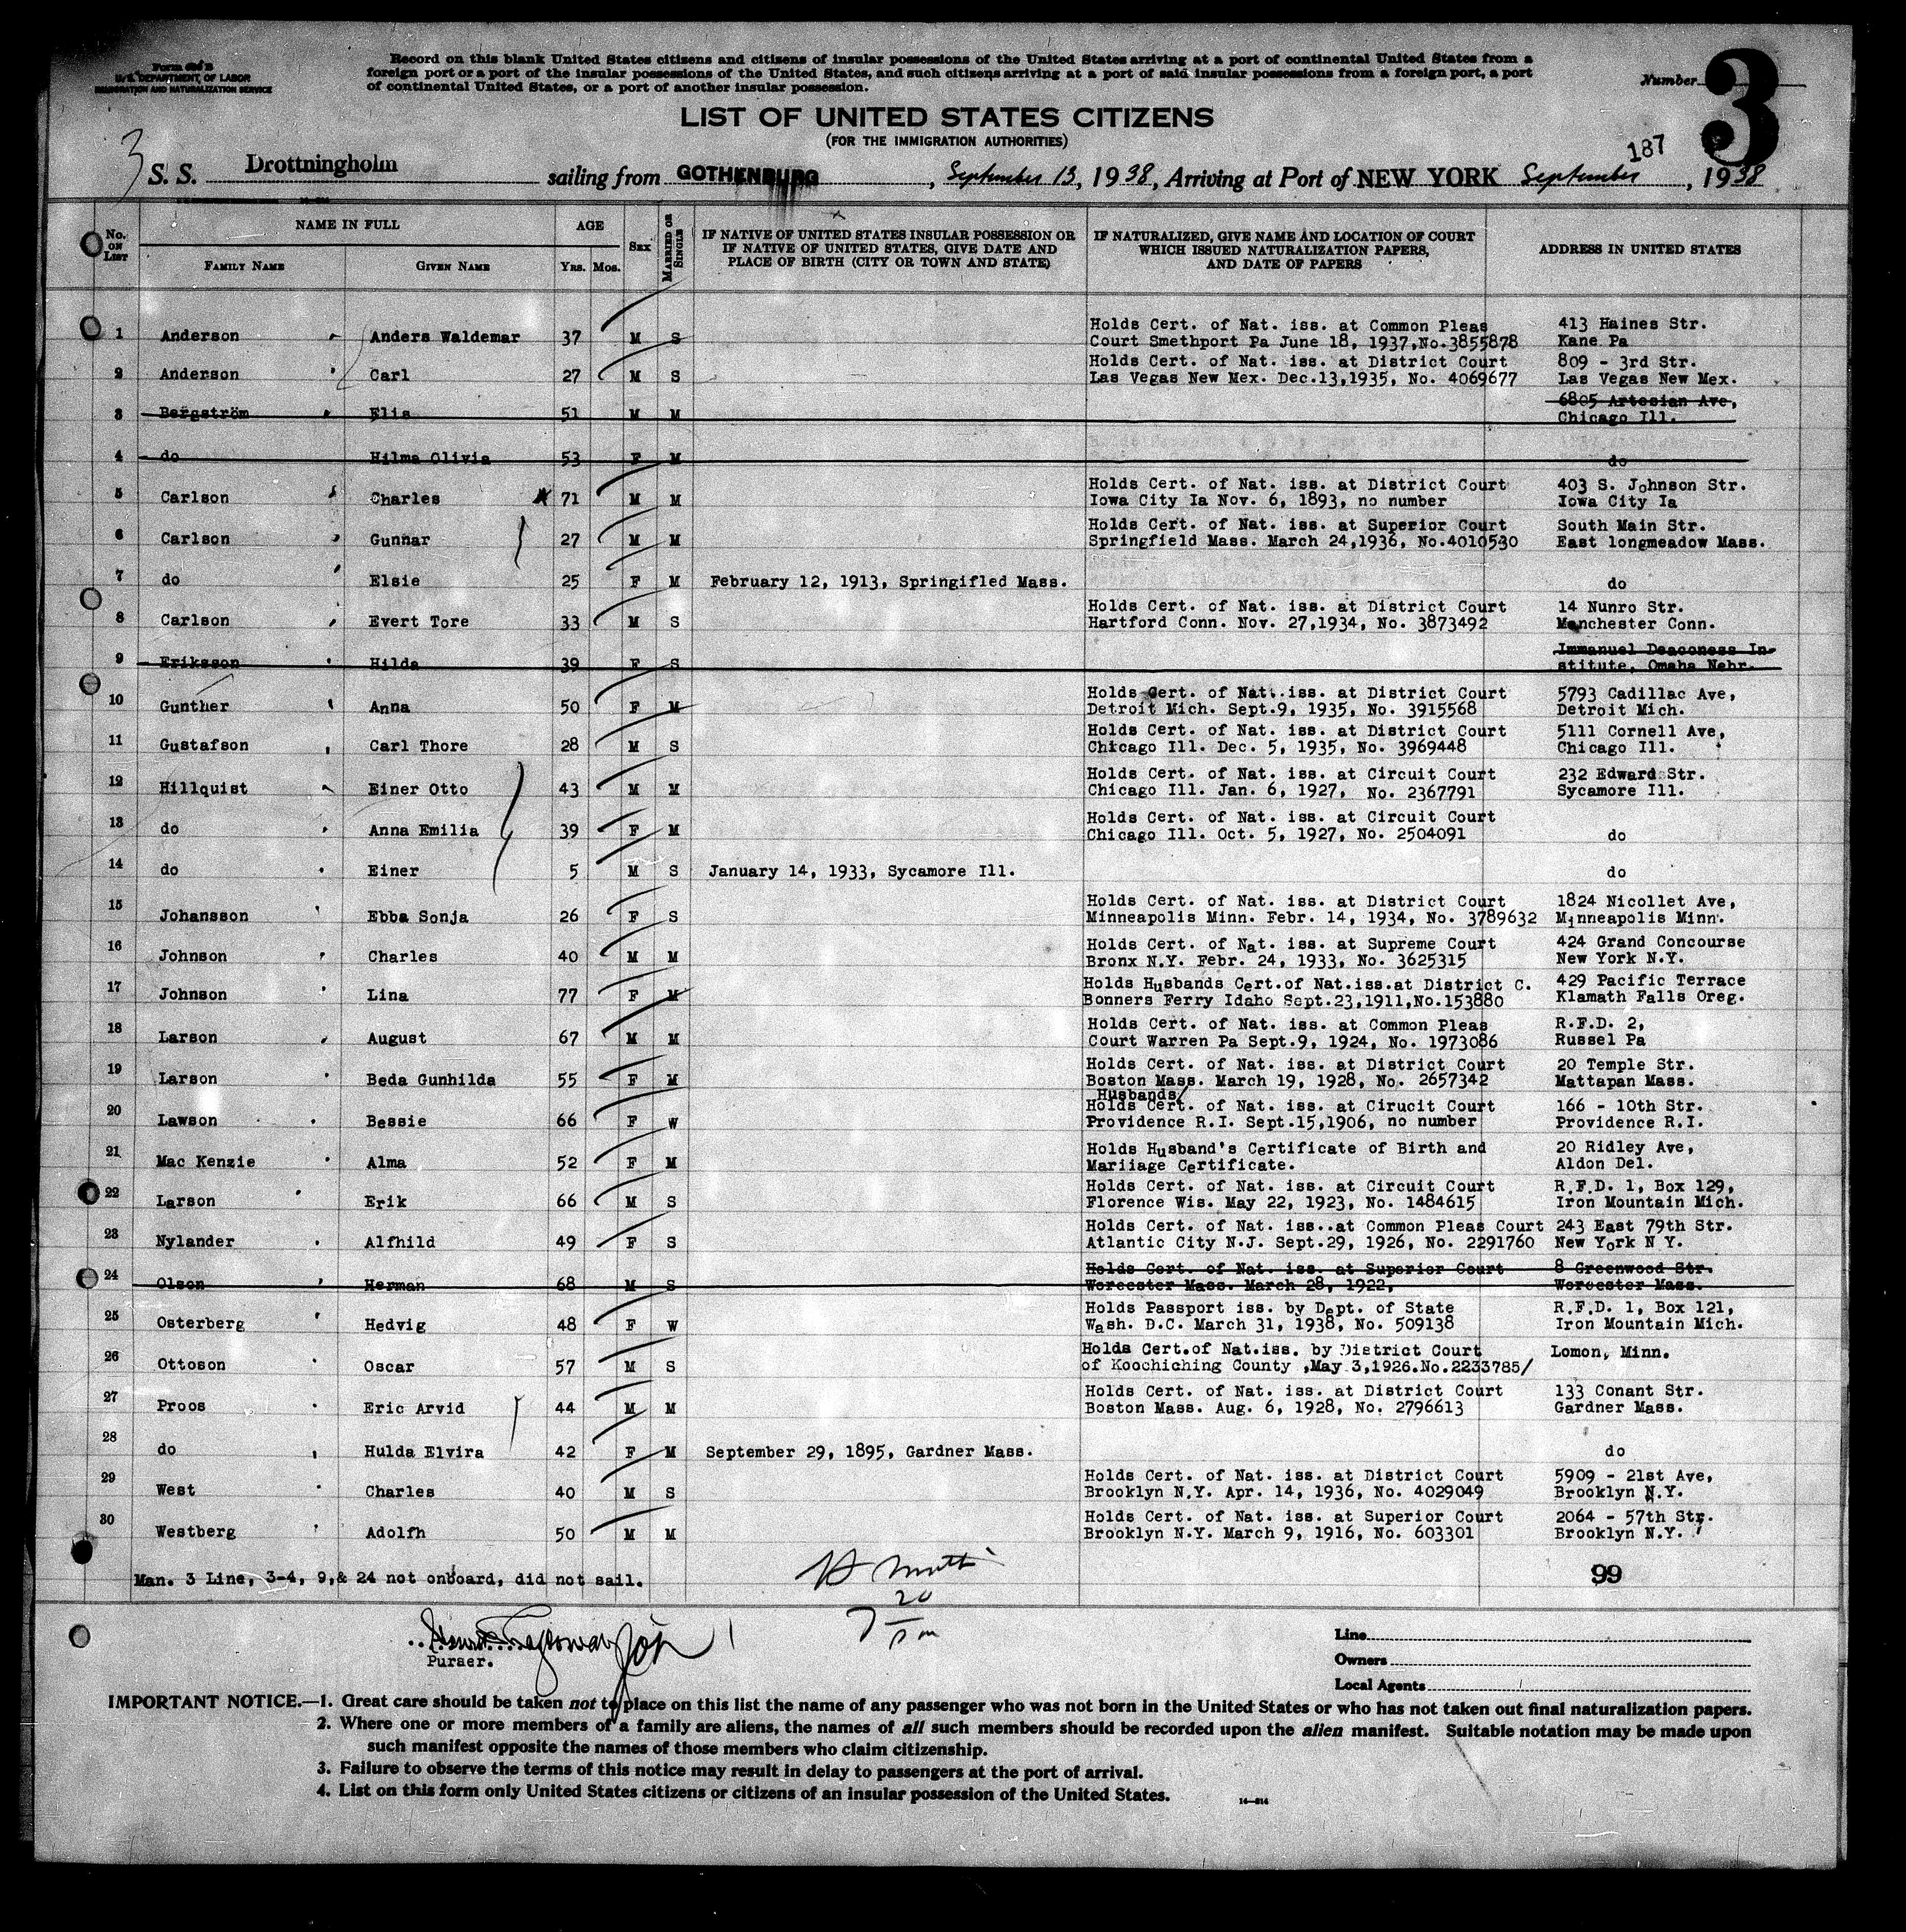 Form 630 B
U.S. DEPARTMENT OF LABOR
IMMIGRATION AND NATURALIZATION SERVICE
Record on this blank United States citizens and citizens of insular possessions of the United States arriving at a port of continental United States from a
foreign port or a port of the insular possessions of the United States, and such citizens arriving at a port of said insular possessions from a foreign port, a port
of continental United States, or a port of another insular possession.
Number 3
LIST OF UNITED STATES CITIZENS
(FOR THE IMMIGRATION AUTHORITIES)
187
3 S. S. Drottningholm sailing from GOTHENBURG, September 13, 1938, Arriving at Port of NEW YORK September, 1938
No. ON LIST
NAME IN FULL
FAMILY NAME GIVEN NAME
AGE
YRS. MOS.
SEX
MARRIED OR SINGLE
IF NATIVE OF UNITED STATES INSULAR POSSESSION OR
IF NATIVE OF UNITED STATES, GIVE DATE AND
PLACE OF BIRTH (CITY OR TOWN AND STATE)
IF NATURALIZED, GIVE NAME AND LOCATION OF COURT
WHICH ISSUED NATURALIZATION PAPERS,
AND DATE OF PAPERS
ADDRESS IN UNITED STATES
Holds Cert. of Nat. iss. at Common Pleas 413 Haines Str.
1 Anderson Anders Waldemar 37 M S Court Smethport Pa June 18, 1937,No.3855878 Kane Pa
Holds Cert. of Nat. iss. at District Court 809 - 3rd Str.
2 Anderson Carl 27 M S Las Vegas New Mex. Dec.13,1935, No. 4069677 Las Vegas New Mex.
6805 Artesian Ave,
3 Bergström Elis 51 M M Chicago Ill.
4 do Hilma Olivia 53 F M do
Holds Cert. of Nat. iss. at District Court 403 S. Johnson Str.
5 Carlson Charles 71 M M Iowa City Ia Nov. 6, 1893, no number Iowa City Ia
Holds Cert. of Nat. iss. at Superior Court South Main Str.
6 Carlson Gunnar 27 M M Springfield Mass. March 24,1936, No.4010530 East longmeadow Mass.
7 do Elsie 25 F M February 12, 1913, Springifled Mass. do
Holds Cert. of Nat. iss. at District Court 14 Nunro Str.
8 Carlson Evert Tore 33 M S Hartford Conn. Nov. 27,1934, No. 3873492 Manchester Conn.
Immanuel Deaconess In-
9 Eriksson Hilda 39 F S stitute, Omaha Nebr.
Holds Cert. of Nat. iss. at District Court 5793 Cadillac Ave,
10 Gunther Anna 50 F M Detroit Mich. Sept.9, 1935, No. 3915568 Detroit Mich.
Holds Cert. of Nat. iss. at District Court 5111 Cornell Ave,
11 Gustafson Carl Thore 28 M S Chicago Ill. Dec. 5, 1935, No. 3969448 Chicago Ill.
Holds Cert. of Nat. iss. at Circuit Court 232 Edward Str.
12 Hillquist Einer Otto 43 M M Chicago Ill. Jan. 6, 1927, No. 2367791 Sycamore Ill.
Holds Cert. of Nat. iss. at Circuit Court
13 do Anna Emilia 39 F M Chicago Ill. Oct. 5, 1927, No. 2504091 do
14 do Einer 5 M S January 14, 1933, Sycamore Ill. do
Holds Cert. of Nat. iss. at District Court 1824 Nicollet Ave,
15 Johansson Ebba Sonja 26 F S Minneapolis Minn. Febr. 14, 1934, No. 3789632 Minneapolis Minn.
Holds Cert. of Nat. iss. at Supreme Court 424 Grand Concourse
16 Johnson Charles 40 M M Bronx N.Y. Febr. 24, 1933, No. 3625315 New York N.Y.
Holds Husbands Cert.of Nat.iss.at District C. 429 Pacific Terrace
17 Johnson Lina 77 F M Bonners Ferry Idaho Sept.23,1911,No.153880 Klamath Falls Oreg.
Holds Cert. of Nat. iss. at Common Pleas R.F.D. 2,
18 Larson August 67 M M Court Warren Pa Sept.9, 1924, No. 1973086 Russel Pa
Holds Cert. of Nat. iss. at District Court 20 Temple Str.
19 Larson Beda Gunhilda 55 F M Boston Mass. March 19, 1928, No. 2657342 Mattapan Mass.
Husbands/
Holds Cert. of Nat. iss. at Cirucit Court 166 - 10th Str.
20 Lawson Bessie 66 F W Providence R.I. Sept.15,1906, no number Providence R.I.
Holds Husband's Certificate of Birth and 20 Ridley Ave,
21 Mac Kenzie Alma 52 F M Mariiage Certificate. Aldon Del.
Holds Cert. of Nat. iss. at Circuit Court R.F.D. 1, Box 129,
22 Larson Erik 66 M S Florence Wis. May 22, 1923, No. 1484615 Iron Mountain Mich.
Holds Cert. of Nat. iss..at Common Pleas Court 243 East 79th Str.
23 Nylander Alfhild 49 F S Atlantic City N.J. Sept.29, 1926, No. 2291760 New York N Y.
Holds Cert. of Nat. iss. at Superior Court 8 Greenwood Str.
24 Olson Herman 68 M S Worcester Mass. March 28, 1922, Worcester Mass.
Holds Passport iss. by Dept. of State R.F.D. 1, Box 121,
25 Osterberg Hedvig 48 F W Wash. D.C. March 31, 1938, No. 509138 Iron Mountain Mich.
Holds Cert.of Nat.iss. by District Court Lomon, Minn.
26 Ottoson Oscar 57 M S of Koochiching County ,May 3,1926.No.2233785/
Holds Cert. of Nat. iss. at District Court 133 Conant Str.
27 Proos Eric Arvid 44 M M Boston Mass. Aug. 6, 1928, No. 2796613 Gardner Mass.
28 do Hulda Elvira 42 F M September 29, 1895, Gardner Mass. do
Holds Cert. of Nat. iss. at District Court 5909 - 21st Ave,
29 West Charles 40 M S Brooklyn N.Y. Apr. 14, 1936, No. 4029049 Brooklyn N.Y.
Holds Cert. of Nat. iss. at Superior Court 2064 - 57th Str.
30 Westberg Adolfh 50 M M Brooklyn N.Y. March 9, 1916, No. 603301 Brooklyn N.Y.
Man. 3 Line, 3-4, 9,& 24 not onboard, did not sail.
99
7 20
pm
Purser.
Line
Owners
Local Agents
IMPORTANT NOTICE.—1. Great care should be taken not to place on this list the name of any passenger who was not born in the United States or who has not taken out final naturalization papers.
2. Where one or more members of a family are aliens, the names of all such members should be recorded upon the alien manifest. Suitable notation may be made upon
such manifest opposite the names of those members who claim citizenship.
3. Failure to observe the terms of this notice may result in delay to passengers at the port of arrival.
4. List on this form only United States citizens or citizens of an insular possession of the United States.
14—814